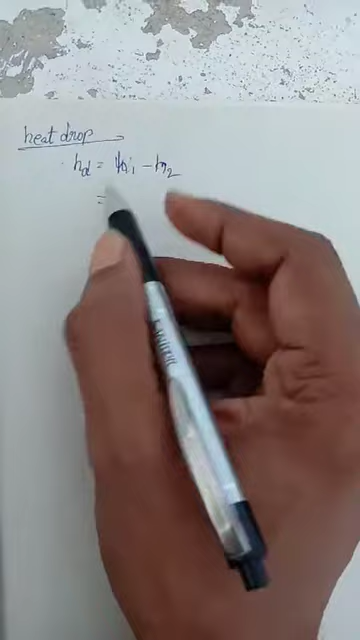 heat drop
hd = h1 - h2
=